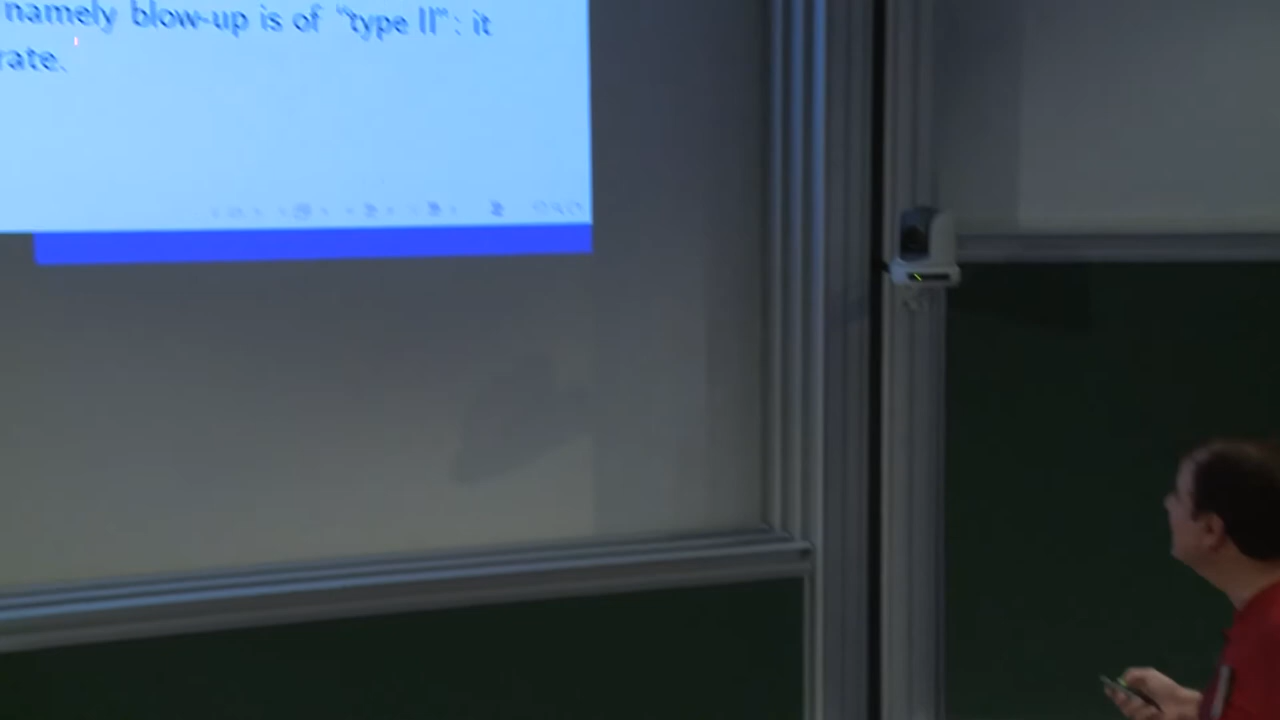 namely blow-up is of “type II”: it
rate.